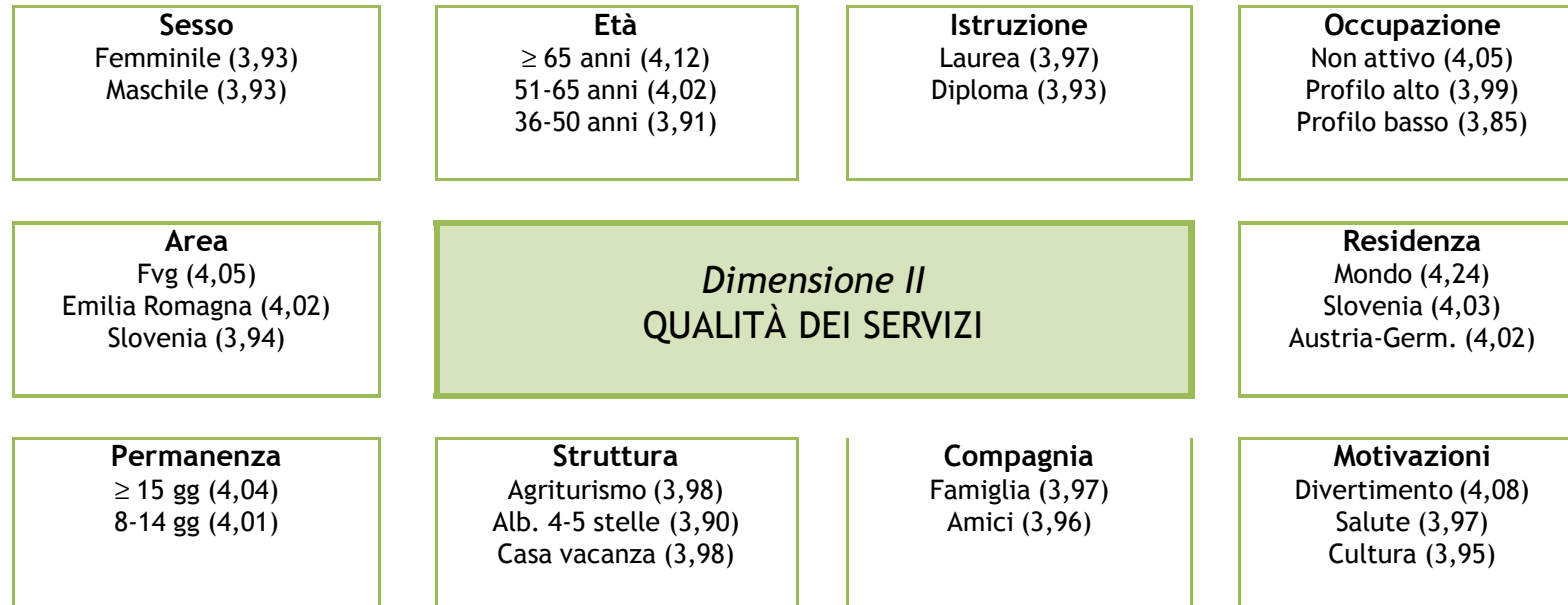 Sesso
Femminile (3,93)
Maschile (3,93)
Età
≥ 65 anni (4,12)
51-65 anni (4,02)
36-50 anni (3,91)
Istruzione
Laurea (3,97)
Diploma (3,93)
Occupazione
Non attivo (4,05)
Profilo alto (3,99)
Profilo basso (3,85)
Area
Fvg (4,05)
Emilia Romagna (4,02)
Slovenia (3,94)
Dimensione II
QUALITÀ DEI SERVIZI
Residenza
Mondo (4,24)
Slovenia (4,03)
Austria-Germ. (4,02)
Permanenza
≥ 15 gg (4,04)
8-14 gg (4,01)
Struttura
Agriturismo (3,98)
Alb. 4-5 stelle (3,90)
Casa vacanza (3,98)
Compagnia
Famiglia (3,97)
Amici (3,96)
Motivazioni
Divertimento (4,08)
Salute (3,97)
Cultura (3,95)